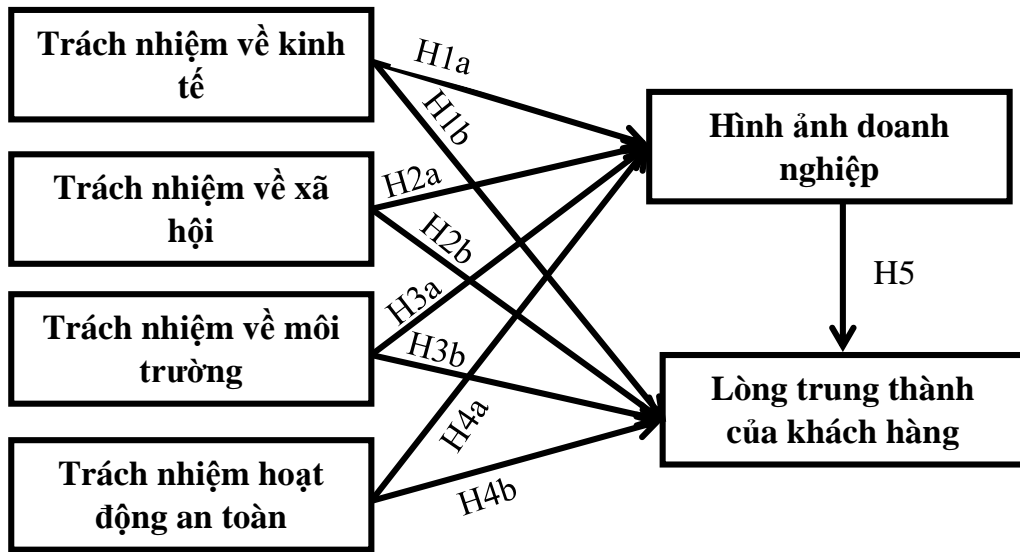 Trách nhiệm về kinh
tế
Trách nhiệm về xã
hội
Trách nhiệm về môi
trường
Trách nhiệm hoạt
động an toàn
H1a
H1b
H2a
H2b
H3a
H3b
H4a
H4b
Hình ảnh doanh
nghiệp
H5
Lòng trung thành
của khách hàng